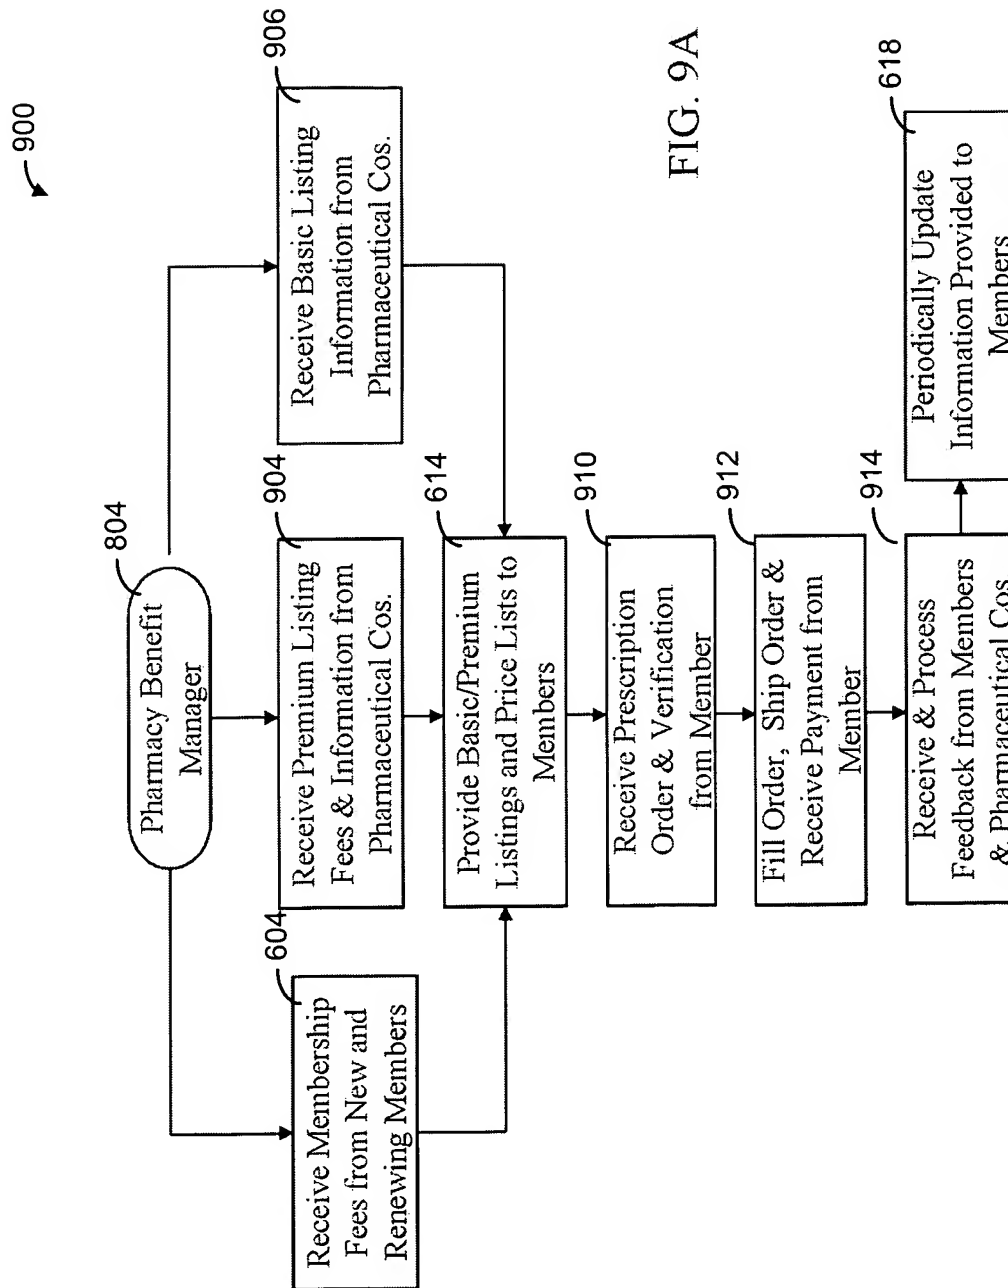 900
804
Pharmacy Benefit
Manager
604
Receive Membership
Fees from New and
Renewing Members
904
Receive Premium Listing
Fees & Information from
Pharmaceutical Cos.
906
Receive Basic Listing
Information from
Pharmaceutical Cos.
614
Provide Basic/Premium
Listings and Price Lists to
Members
910
Receive Prescription
Order & Verification
from Member
912
Fill Order, Ship Order &
Receive Payment from
Member
914
Receive & Process
Feedback from Members
& Pharmaceutical Cos
618
Periodically Update
Information Provided to
Members
FIG. 9A